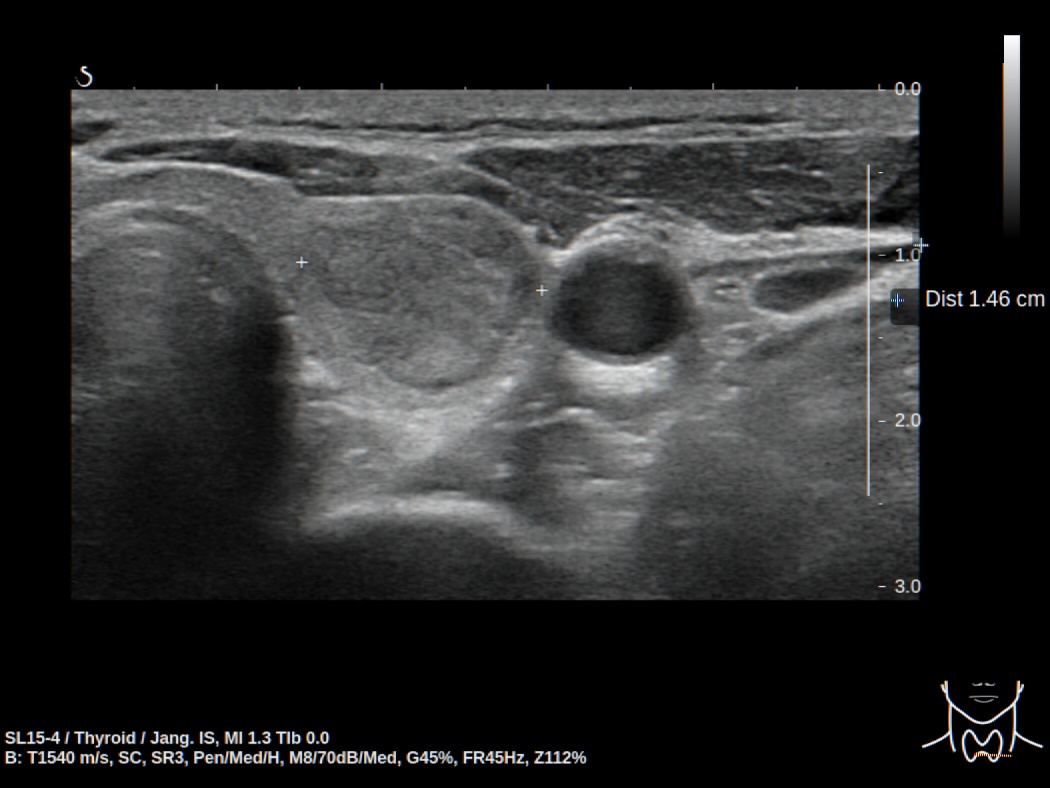 0.0
1.0
Dist 1.46 cm
2.0
3.0
SL15-4 / Thyroid / Jang. IS, MI 1.3 TIb 0.0
B: T1540 m/s, SC, SR3, Pen/Med/H, M8/70dB/Med, G45%, FR45Hz, Z112%